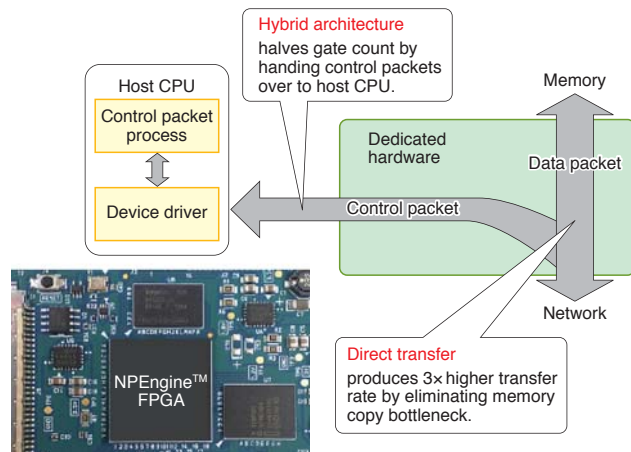 Hybrid architecture
halves gate count by
handing control packets
over to host CPU.
Host CPU
Control packet
process
Device driver
Memory
Dedicated
hardware
Data packet
Control packet
Network
Direct transfer
produces 3× higher transfer
rate by eliminating memory
copy bottleneck.
NPEngine™
FPGA